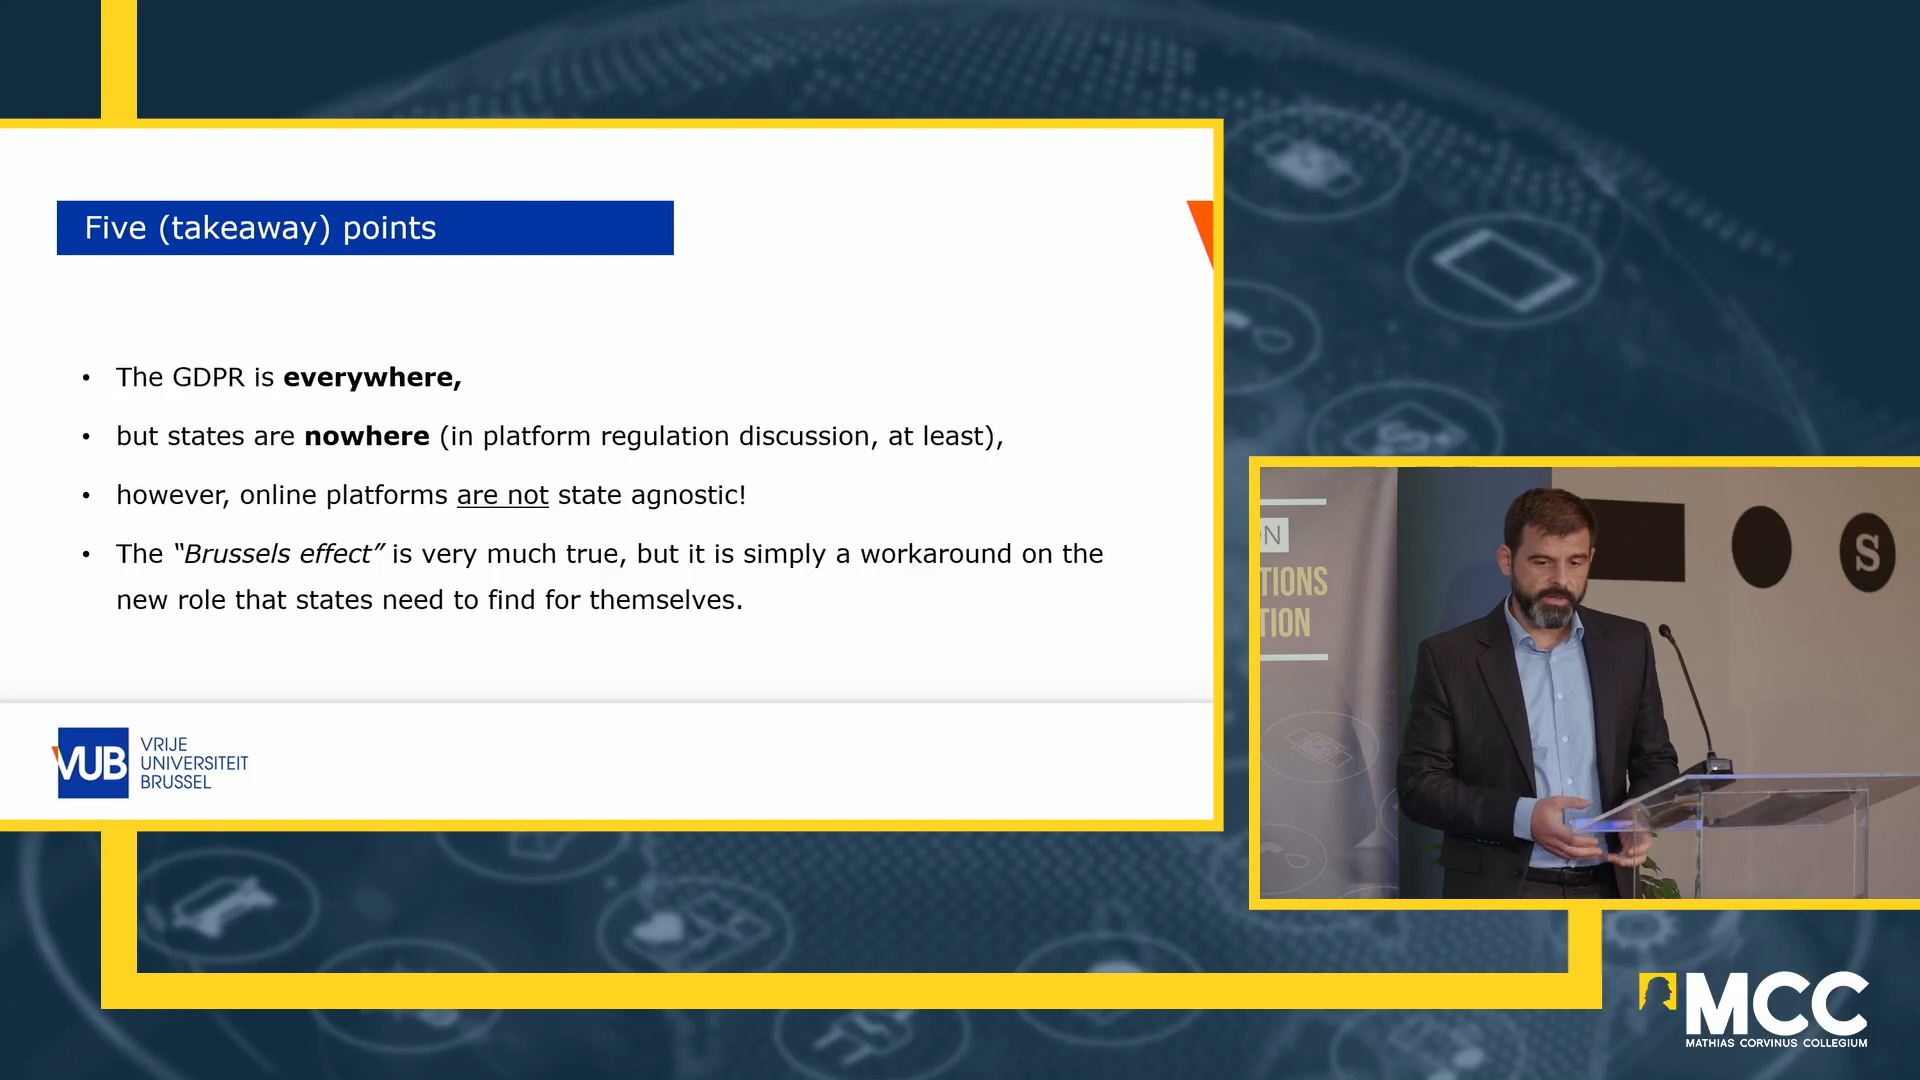 Five (takeaway) points
• The GDPR is everywhere,
• but states are nowhere (in platform regulation discussion, at least),
• however, online platforms are not state agnostic!
• The “Brussels effect” is very much true, but it is simply a workaround on the
new role that states need to find for themselves.
VUB
VRIJE
UNIVERSITEIT
BRUSSEL
ON
TIONS
TION
S
MCC
MATHIAS CORVINUS COLLEGIUM